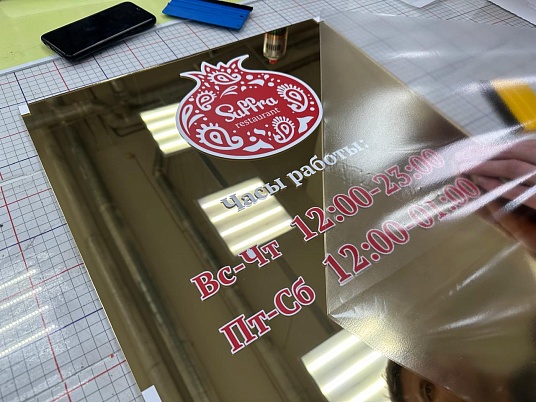 Suffra
restaurant
Часы работы:
Вс-Чт 12:00-23:00
Пт-Сб 12:00-01:00